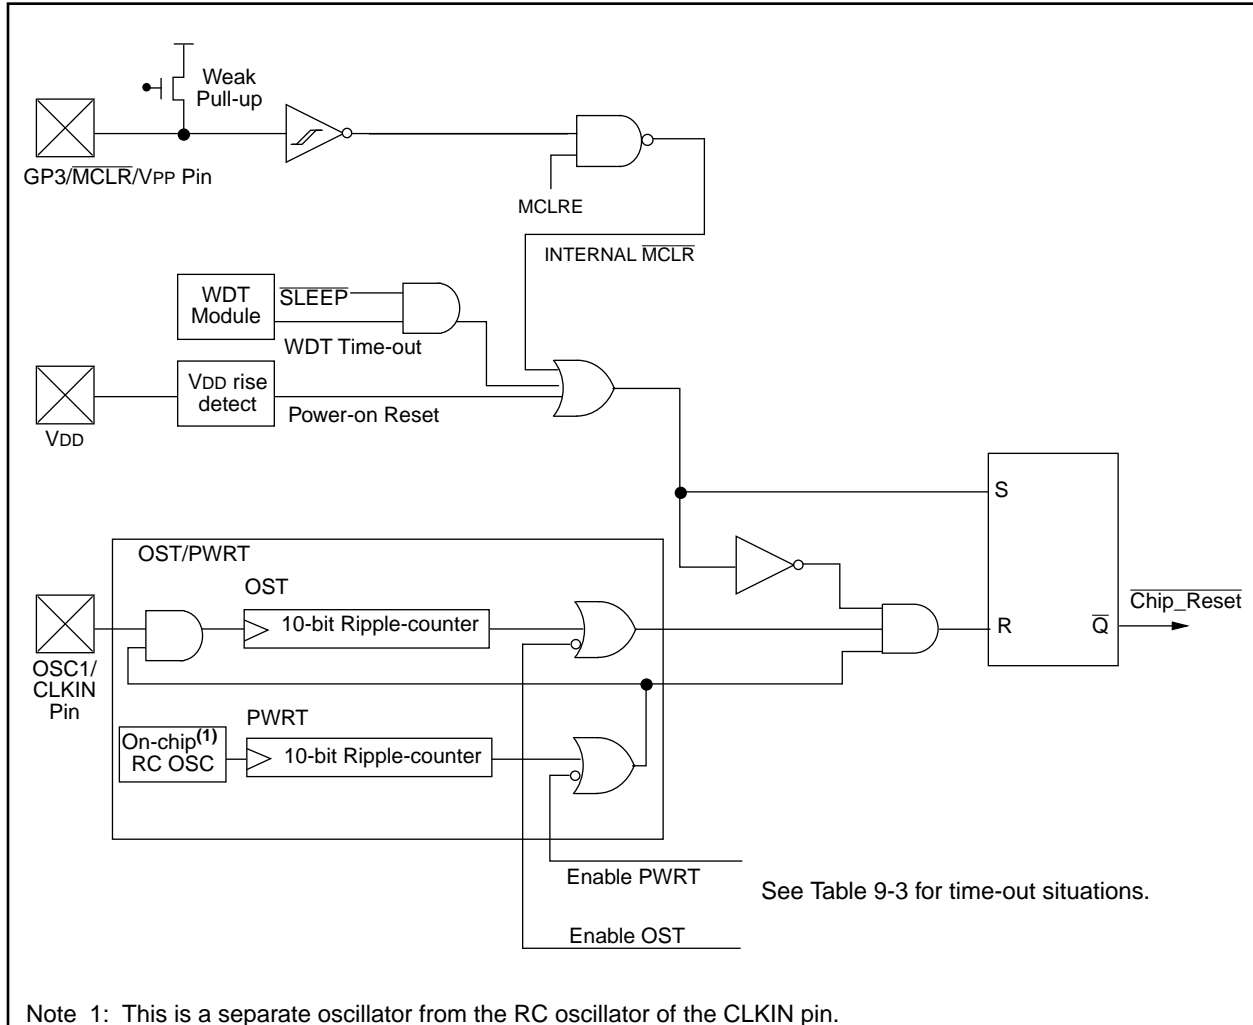 Weak
Pull-up
GP3/MCLR/VPP Pin
MCLRE
INTERNAL MCLR
WDT
Module
SLEEP
WDT Time-out
VDD rise
detect
Power-on Reset
VDD
S
OST/PWRT
OST
10-bit Ripple-counter
Chip_Reset
R
Q
OSC1/
CLKIN
Pin
PWRT
On-chip(1)
RC OSC
10-bit Ripple-counter
Enable PWRT
See Table 9-3 for time-out situations.
Enable OST
Note 1: This is a separate oscillator from the RC oscillator of the CLKIN pin.